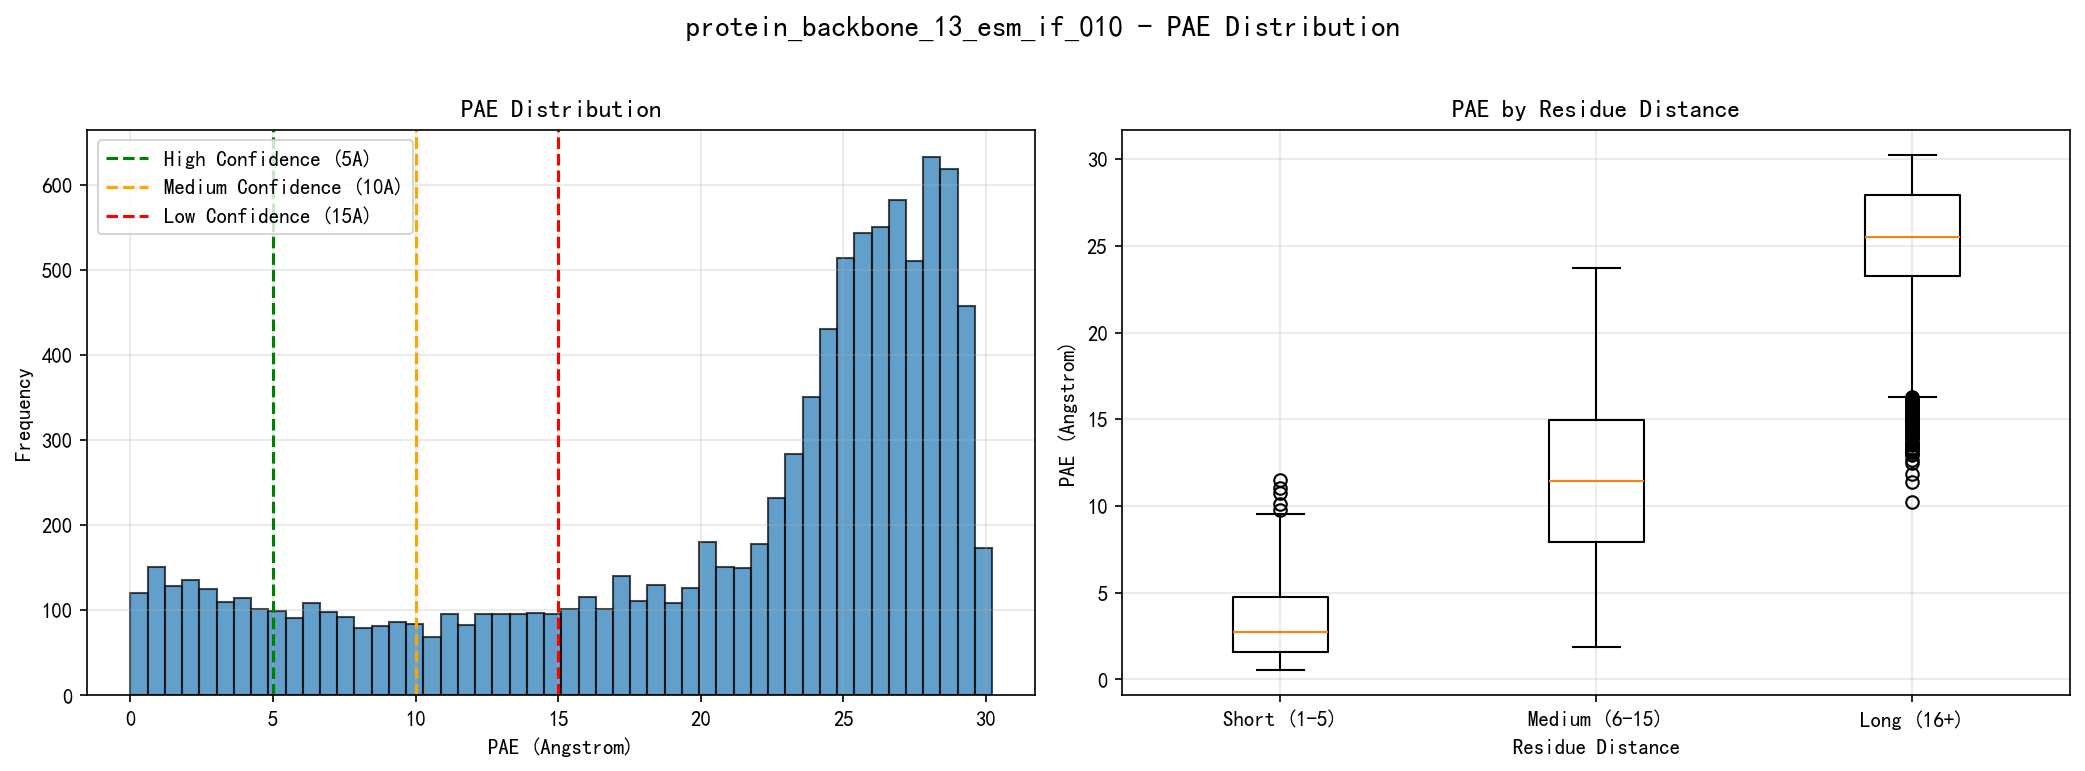 protein_backbone_13_esm_if_010 - PAE Distribution
PAE Distribution
High Confidence (5A)
Medium Confidence (10A)
Low Confidence (15A)
Frequency
600
500
400
300
200
100
0
0 5 10 15 20 25 30
PAE (Angstrom)
PAE by Residue Distance
PAE (Angstrom)
30
25
20
15
10
5
0
Short (1-5) Medium (6-15) Long (16+)
Residue Distance